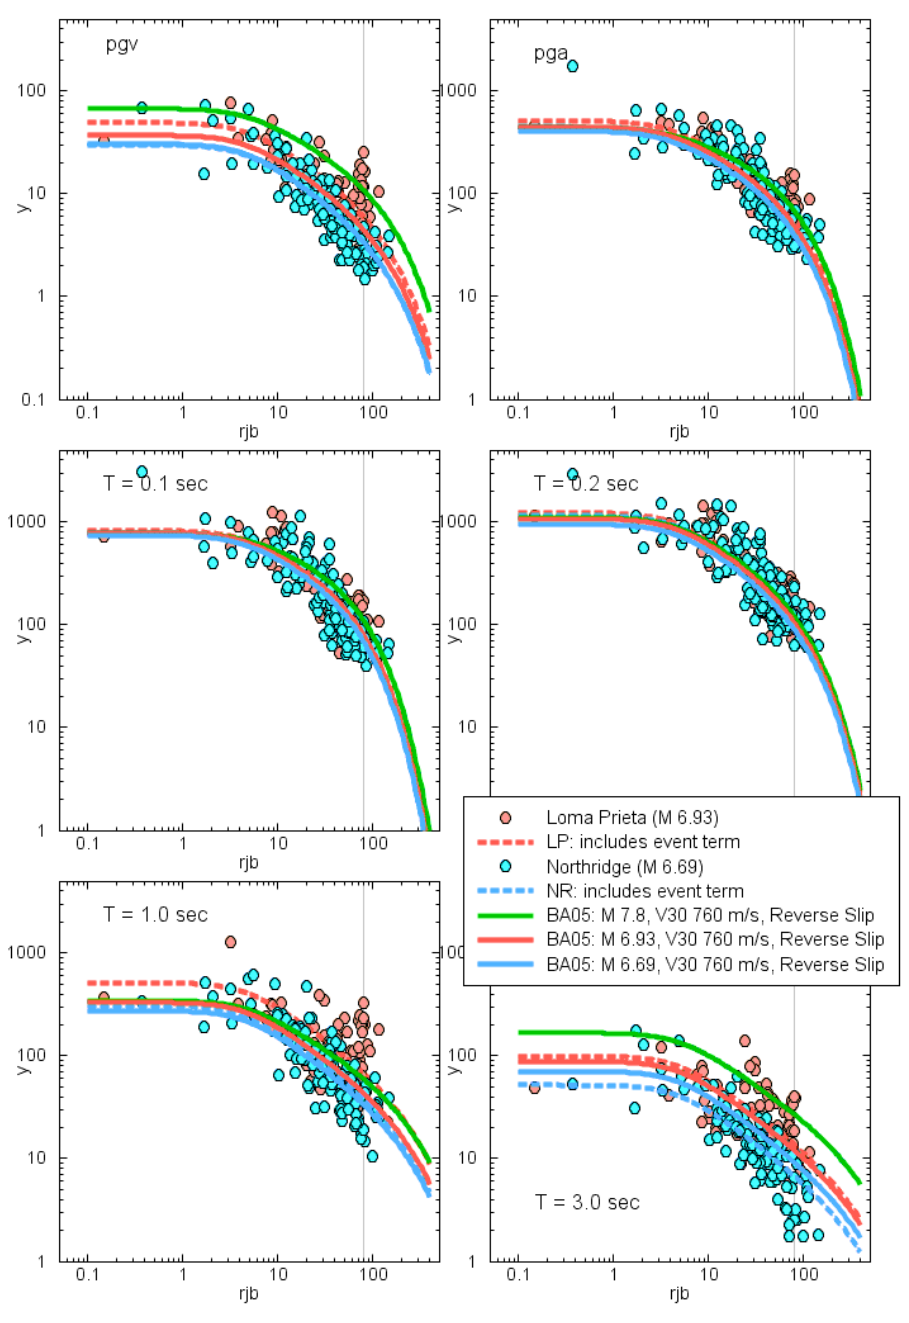 pgv
100
10
1
0.1
y
0.1 1 10 100
rjb
pga
1000
100
10
1
y
0.1 1 10 100
rjb
T = 0.1 sec
1000
100
10
1
y
0.1 1 10 100
rjb
T = 0.2 sec
1000
100
10
y
Loma Prieta (M 6.93)
LP: includes event term
Northridge (M 6.69)
NR: includes event term
BA05: M 7.8, V30 760 m/s, Reverse Slip
BA05: M 6.93, V30 760 m/s, Reverse Slip
BA05: M 6.69, V30 760 m/s, Reverse Slip
T = 1.0 sec
1000
100
10
1
y
0.1 1 10 100
rjb
T = 3.0 sec
100
10
1
y
0.1 1 10 100
rjb